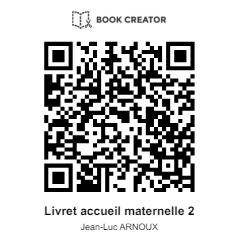 BOOK CREATOR
Livret accueil maternelle 2
Jean-Luc ARNOUX